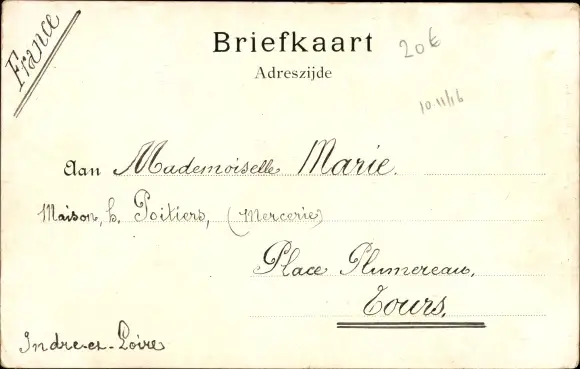 France
Briefkaart
20€
Adreszijde
10-11/16
Aan Mademoiselle Marie.
Maison, h. Poitiers, (Mercerie)
Place Plumereau,
Tours,
Indre-et-Loire